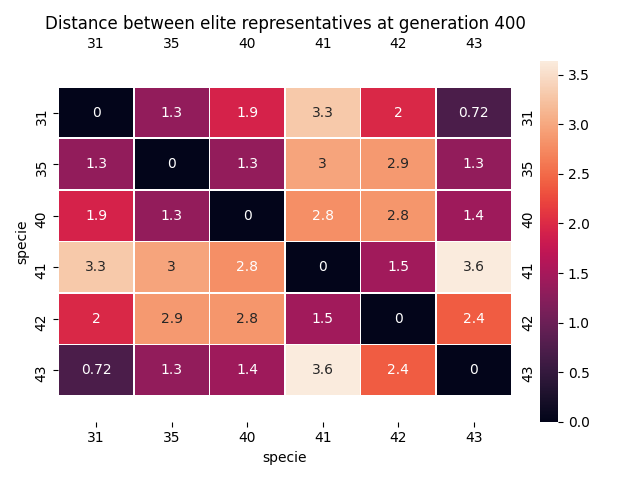 Distance between elite representatives at generation 400
31 35 40 41 42 43
31 0 1.3 1.9 3.3 2 0.72 31
35 1.3 0 1.3 3 2.9 1.3 35
40 1.9 1.3 0 2.8 2.8 1.4 40
41 3.3 3 2.8 0 1.5 3.6 41
42 2 2.9 2.8 1.5 0 2.4 42
43 0.72 1.3 1.4 3.6 2.4 0 43
specie
31 35 40 41 42 43
specie
3.5
3.0
2.5
2.0
1.5
1.0
0.5
0.0